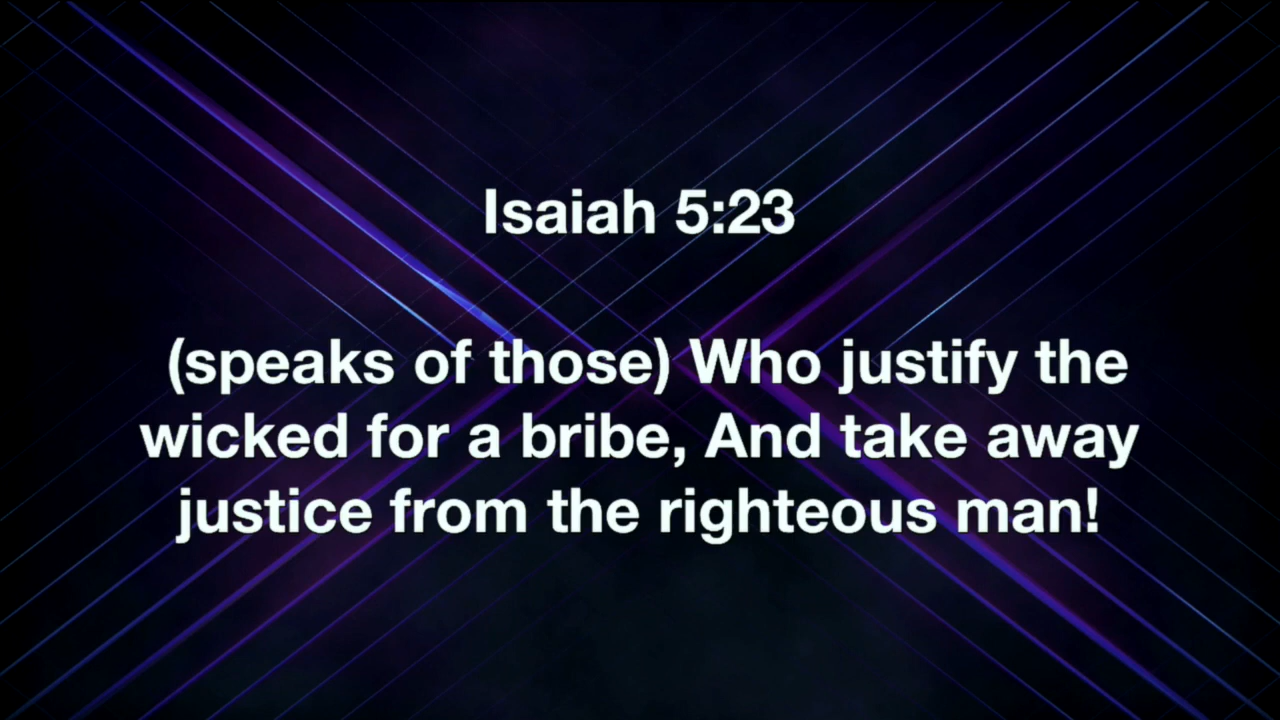 Isaiah 5:23
(speaks of those) Who justify the
wicked for a bribe, And take away
justice from the righteous man!